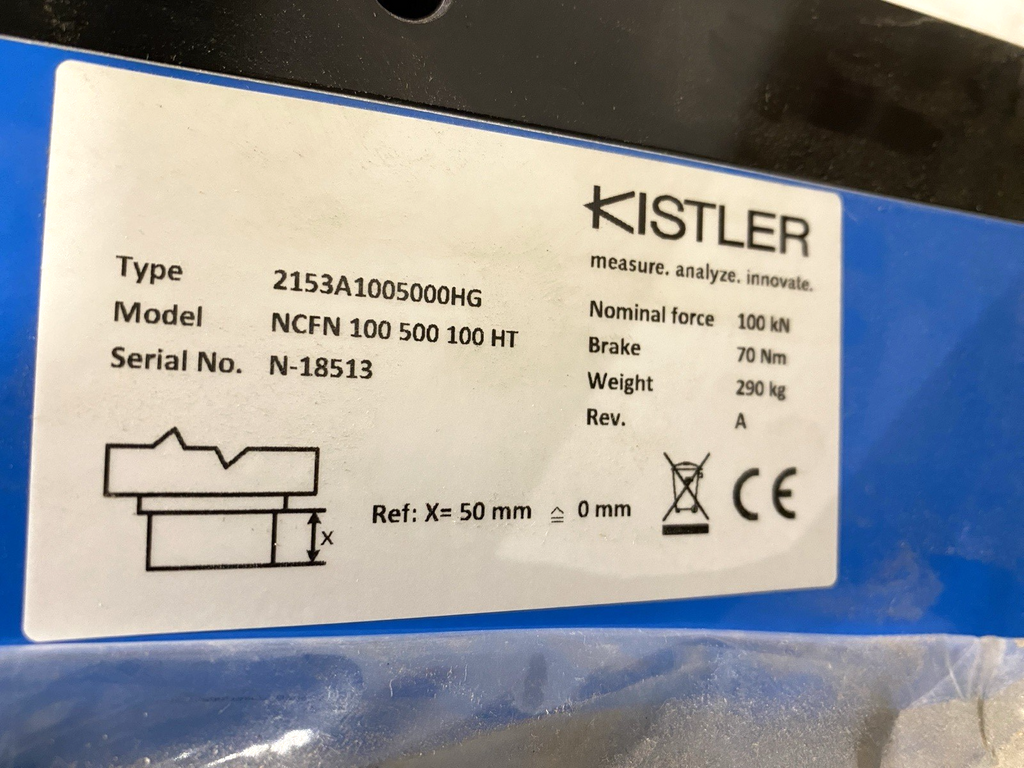 KISTLER
measure. analyze. innovate.
Type 2153A1005000HG
Model NCFN 100 500 100 HT
Serial No. N-18513
Nominal force 100 kN
Brake 70 Nm
Weight 290 kg
Rev. A
X
Ref: X= 50 mm ≙ 0 mm
CE